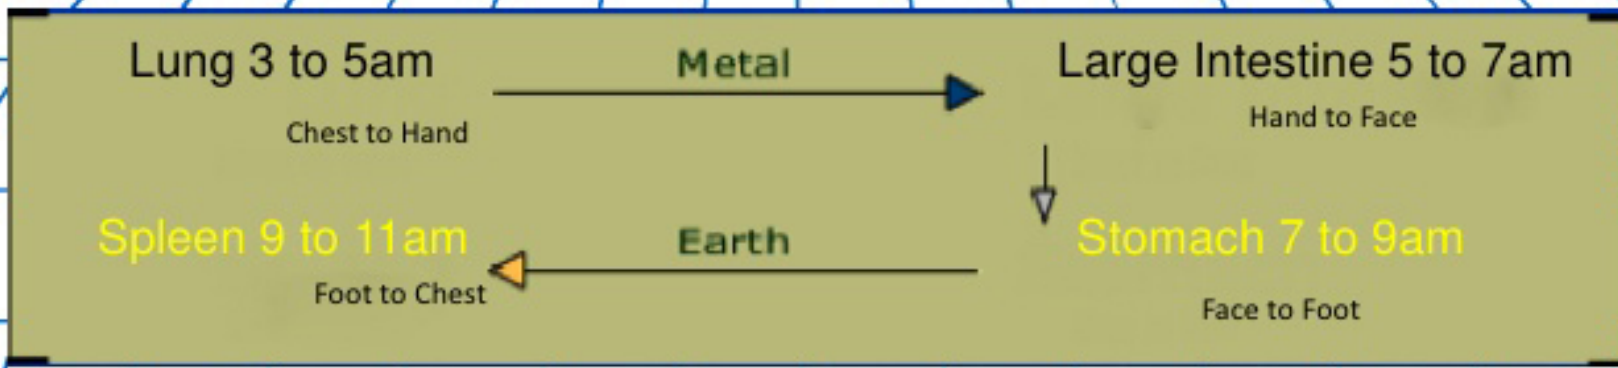 Lung 3 to 5am
Metal
Large Intestine 5 to 7am
Chest to Hand
Hand to Face
Spleen 9 to 11am
Earth
Stomach 7 to 9am
Foot to Chest
Face to Foot